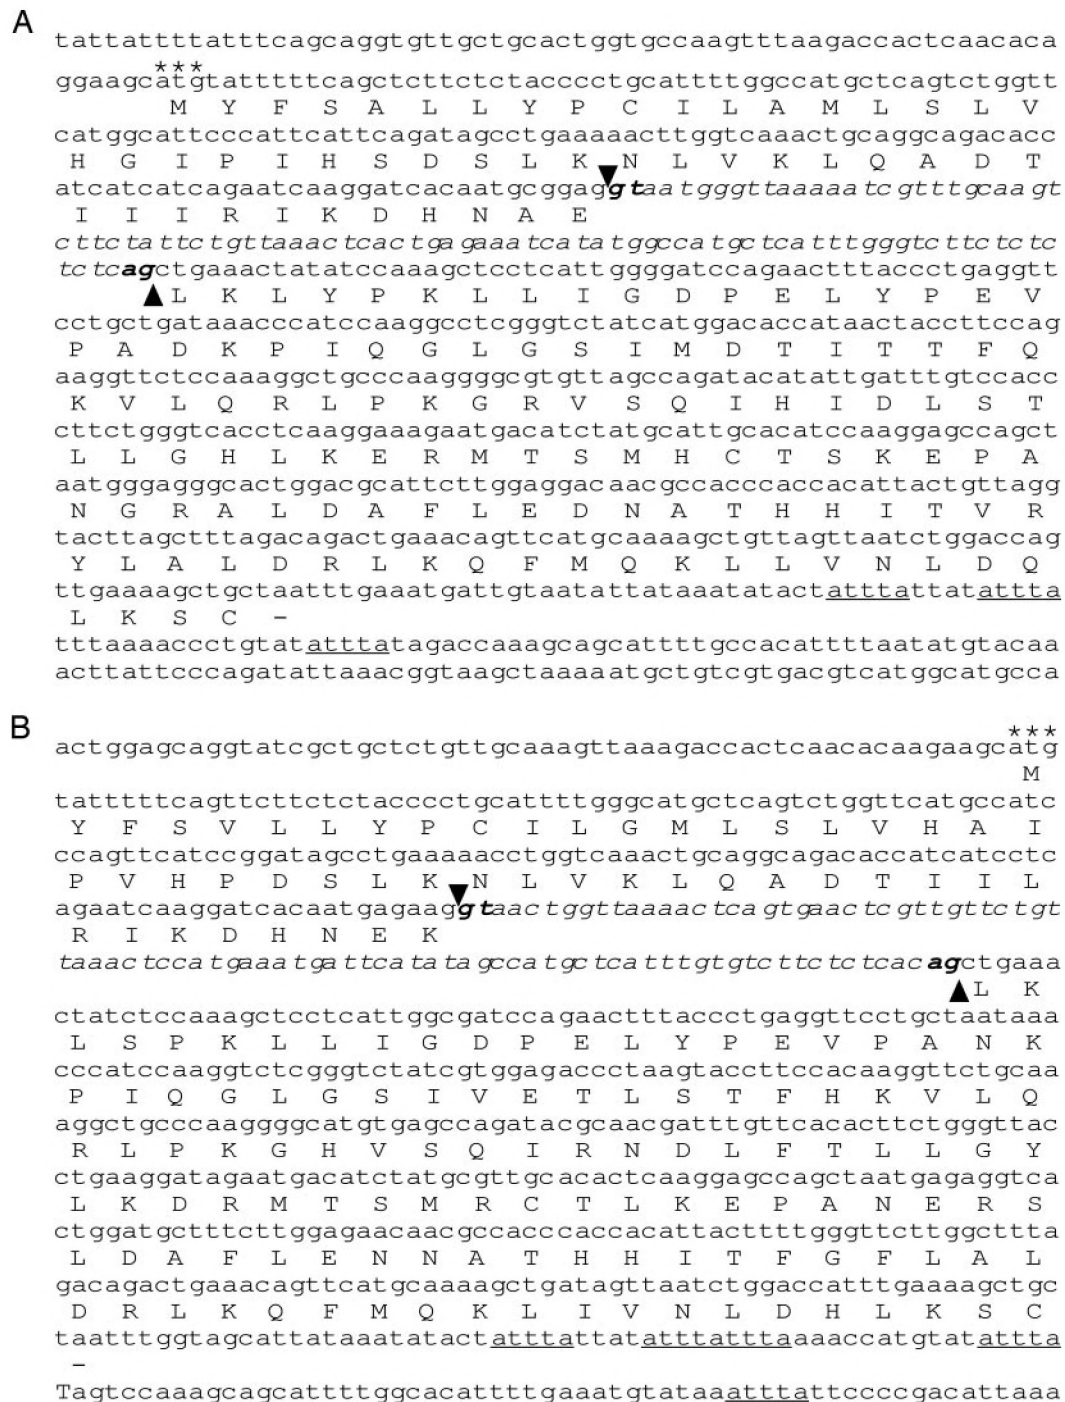 A
tattattttatttcagcaggtgttgctgcactggtgccaagtttaagaccactcaacaca
***
ggaagcatgtatttttcagctcttctctacccctgcattttggccatgctcagtctggtt
M Y F S A L L Y P C I L A M L S L V
catggcattcccattcattcagatagcctgaaaaacttggtcaaactgcaggcagacacc
H G I P I H S D S L K N L V K L Q A D T
atcatcatcagaatcaaggatcacaatgcggaggtaatgggttaaaaatcgtttgcaagt
I I I R I K D H N A E
cttctattctgttaaactcactgagaaatcatatggccatgctcatttgggtcttctctc
tctcagctgaaactatatccaaagctcctcattggggatccagaactttaccctgaggtt
L K L Y P K L L I G D P E L Y P E V
cctgctgataaacccatccaaggcctcgggtctatcatggacaccataactaccttccag
P A D K P I Q G L G S I M D T I T T F Q
aaggttctccaaaggctgcccaaggggcgtgttagccagatacatattgatttgtccacc
K V L Q R L P K G R V S Q I H I D L S T
cttctgggtcacctcaaggaaagaatgacatctatgcattgcacatccaaggagccagct
L L G H L K E R M T S M H C T S K E P A
aatgggagggcactggacgcattcttggaggacaacgccacccaccacattactgttagg
N G R A L D A F L E D N A T H H I T V R
tacttagctttagacagactgaaacagttcatgcaaaagctgttagttaatctggaccag
Y L A L D R L K Q F M Q K L L V N L D Q
ttgaaaagctgctaatttgaaatgattgtaatattataaatatactatttattatattta
L K S C –
tttaaaaccctgtatatttatagaccaaagcagcattttgccacattttaatatgtacaa
acttattcccagatattaaacggtaagctaaaaatgctgtcgtgacgtcatggcatgcca
B
***
actggagcaggtatcgctgctctgttgcaaagttaaagaccactcaacacaagaagcatg
M
tatttttcagttcttctctacccctgcattttgggcatgctcagtctggttcatgccatc
Y F S V L L Y P C I L G M L S L V H A I
ccagttcatccggatagcctgaaaaacctggtcaaactgcaggcagacaccatcatcctc
P V H P D S L K N L V K L Q A D T I I L
agaatcaaggatcacaatgagaaggtaactggttaaaactcagtgaactcgttgttctgt
R I K D H N E K
taaactccatgaaatgattcatatagccatgctcatttgtgtcttctctcacagctgaaa
L K
ctatctccaaagctcctcattggcgatccagaactttaccctgaggttcctgctaataaa
L S P K L L I G D P E L Y P E V P A N K
cccatccaaggtctcgggtctatcgtggagaccctaagtaccttccacaaggttctgcaa
P I Q G L G S I V E T L S T F H K V L Q
aggctgcccaaggggcatgtgagccagatacgcaacgatttgttcacacttctgggttac
R L P K G H V S Q I R N D L F T L L G Y
ctgaaggatagaatgacatctatgcgttgcacactcaaggagccagctaatgagaggtca
L K D R M T S M R C T L K E P A N E R S
ctggatgctttcttggagaacaacgccacccaccacattacttttgggttcttggcttta
L D A F L E N N A T H H I T F G F L A L
gacagactgaaacagttcatgcaaaagctgatagttaatctggaccatttgaaaagctgc
D R L K Q F M Q K L I V N L D H L K S C
taatttggtagcattataaatatactatttattatatttatttaaaaccatgtatattta
–
Tagtccaaagcagcattttggcacattttgaaatgtataaatttattccccgacattaaa